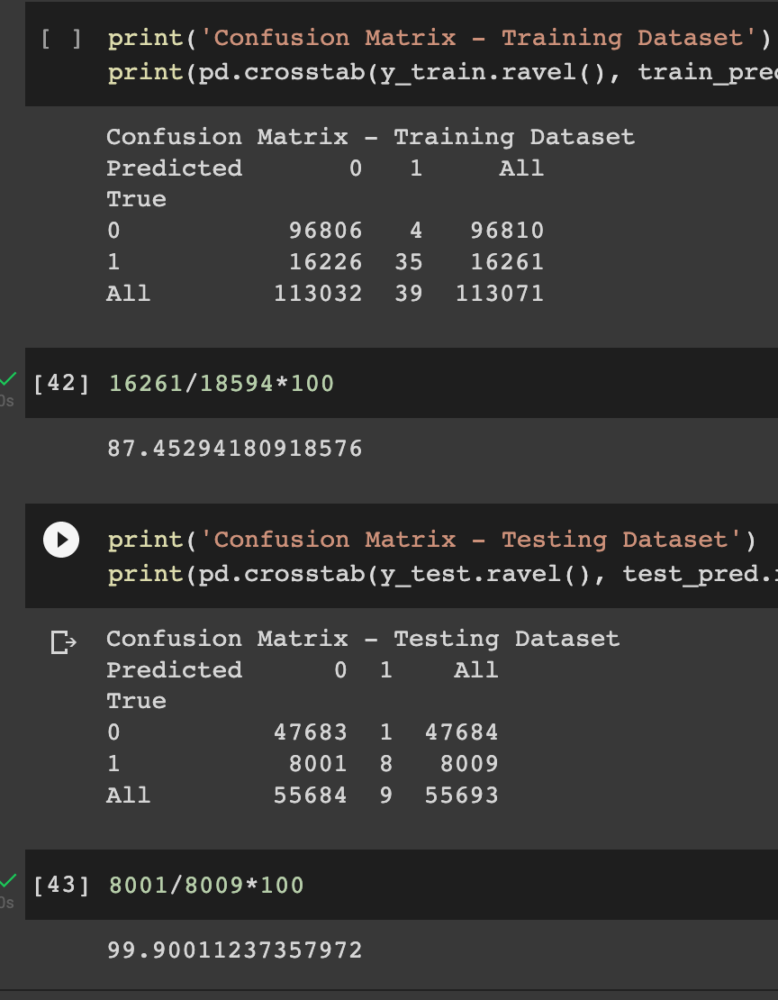 [ ] print('Confusion Matrix - Training Dataset')
print(pd.crosstab(y_train.ravel(), train_pred
Confusion Matrix - Training Dataset
Predicted 0 1 All
True
0 96806 4 96810
1 16226 35 16261
All 113032 39 113071
[42] 16261/18594*100
0s
87.45294180918576
print('Confusion Matrix - Testing Dataset')
print(pd.crosstab(y_test.ravel(), test_pred.
Confusion Matrix - Testing Dataset
Predicted 0 1 All
True
0 47683 1 47684
1 8001 8 8009
All 55684 9 55693
[43] 8001/8009*100
0s
99.90011237357972